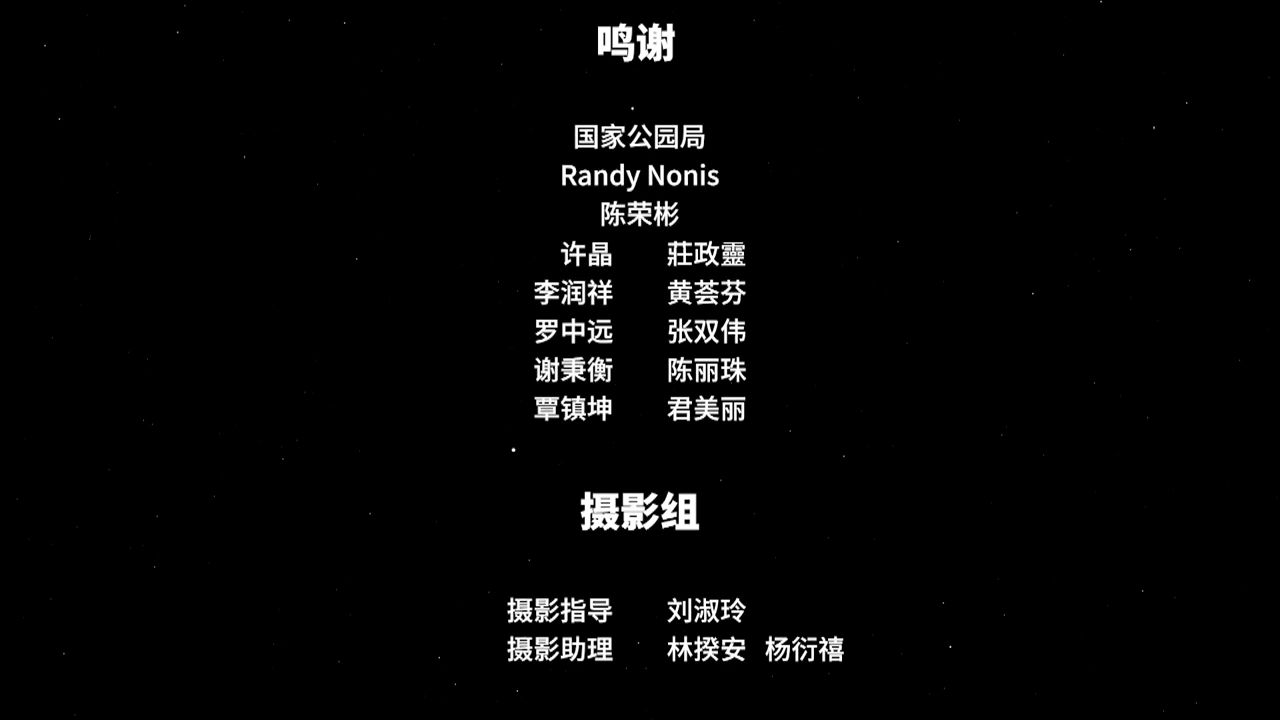 鸣谢
国家公园局
Randy Nonis
陈荣彬
许晶 莊政靈
李润祥 黄荟芬
罗中远 张双伟
谢秉衡 陈丽珠
覃镇坤 君美丽
摄影组
摄影指导 刘淑玲
摄影助理 林揆安 杨衍禧